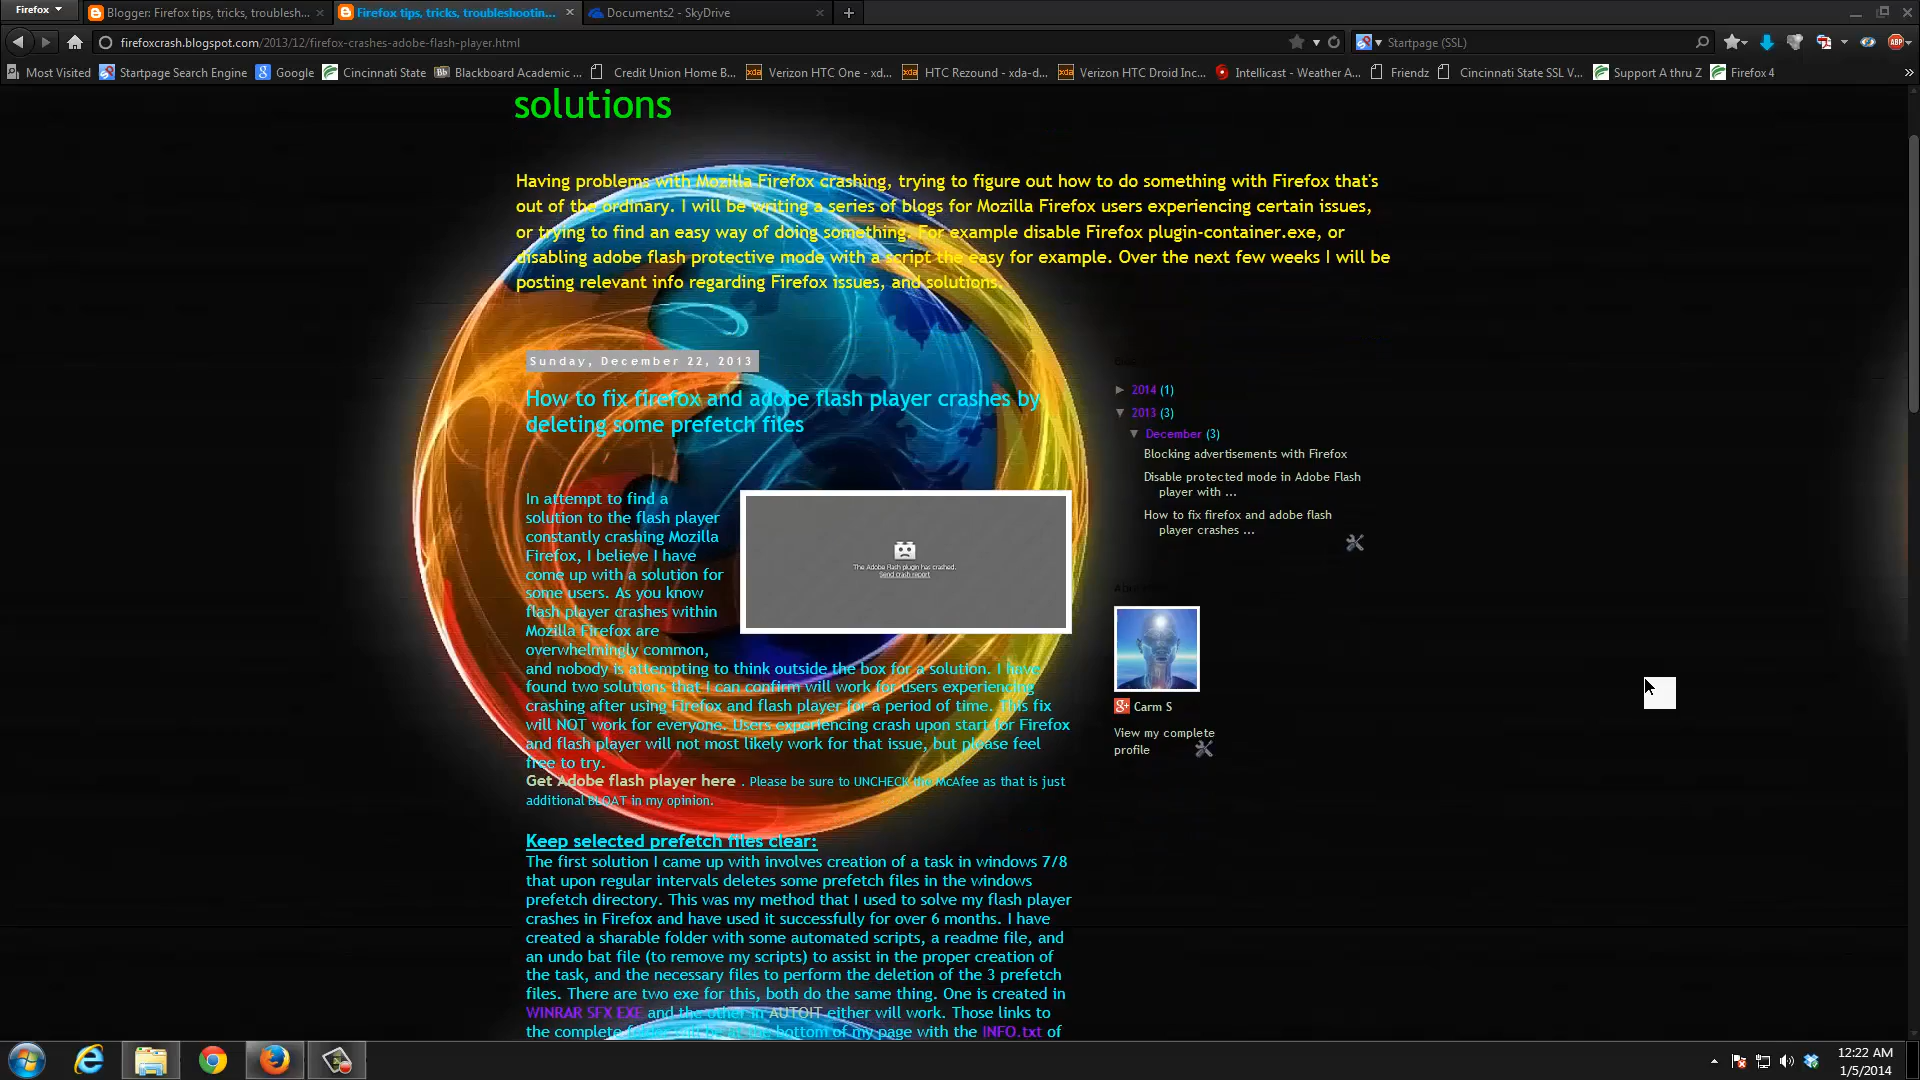 Firefox
Blogger: Firefox tips, tricks, troublesh...
Firefox tips, tricks, troubleshootin...
Documents2 - SkyDrive
firefoxcrash.blogspot.com/2013/12/firefox-crashes-adobe-flash-player.html
Startpage (SSL)
Most Visited
Startpage Search Engine
Google
Cincinnati State
Blackboard Academic ...
Credit Union Home B...
Verizon HTC One - xd...
HTC Rezound - xda-d...
Verizon HTC Droid Inc...
Intellicast - Weather A...
Friendz
Cincinnati State SSL V...
Support A thru Z
Firefox 4
solutions
Having problems with Mozilla Firefox crashing, trying to figure out how to do something with Firefox that's
out of the ordinary. I will be writing a series of blogs for Mozilla Firefox users experiencing certain issues,
or trying to find an easy way of doing something. For example disable Firefox plugin-container.exe, or
disabling adobe flash protective mode with a script the easy for example. Over the next few weeks I will be
posting relevant info regarding Firefox issues, and solutions.
Sunday, December 22, 2013
How to fix firefox and adobe flash player crashes by
deleting some prefetch files
In attempt to find a
solution to the flash player
constantly crashing Mozilla
Firefox, I believe I have
come up with a solution for
some users. As you know
flash player crashes within
Mozilla Firefox are
overwhelmingly common,
and nobody is attempting to think outside the box for a solution. I have
found two solutions that I can confirm will work for users experiencing
crashing after using Firefox and flash player for a period of time. This fix
will NOT work for everyone. Users experiencing crash upon start for Firefox
and flash player will not most likely work for that issue, but please feel
free to try.
The Adobe Flash plugin has crashed.
Send crash report
Get Adobe flash player here . Please be sure to UNCHECK the McAfee as that is just
additional BLOAT in my opinion.
Keep selected prefetch files clear:
The first solution I came up with involves creation of a task in windows 7/8
that upon regular intervals deletes some prefetch files in the windows
prefetch directory. This was my method that I used to solve my flash player
crashes in Firefox and have used it successfully for over 6 months. I have
created a sharable folder with some automated scripts, a readme file, and
an undo bat file (to remove my scripts) to assist in the proper creation of
the task, and the necessary files to perform the deletion of the 3 prefetch
files. There are two exe for this, both do the same thing. One is created in
WINRAR SFX EXE and the other in AUTOIT either will work. Those links to
the complete folder will be at the bottom of my page with the INFO.txt of
2014 (1)
2013 (3)
December (3)
Blocking advertisements with Firefox
Disable protected mode in Adobe Flash
player with ...
How to fix firefox and adobe flash
player crashes ...
Carm S
View my complete
profile
12:22 AM
1/5/2014